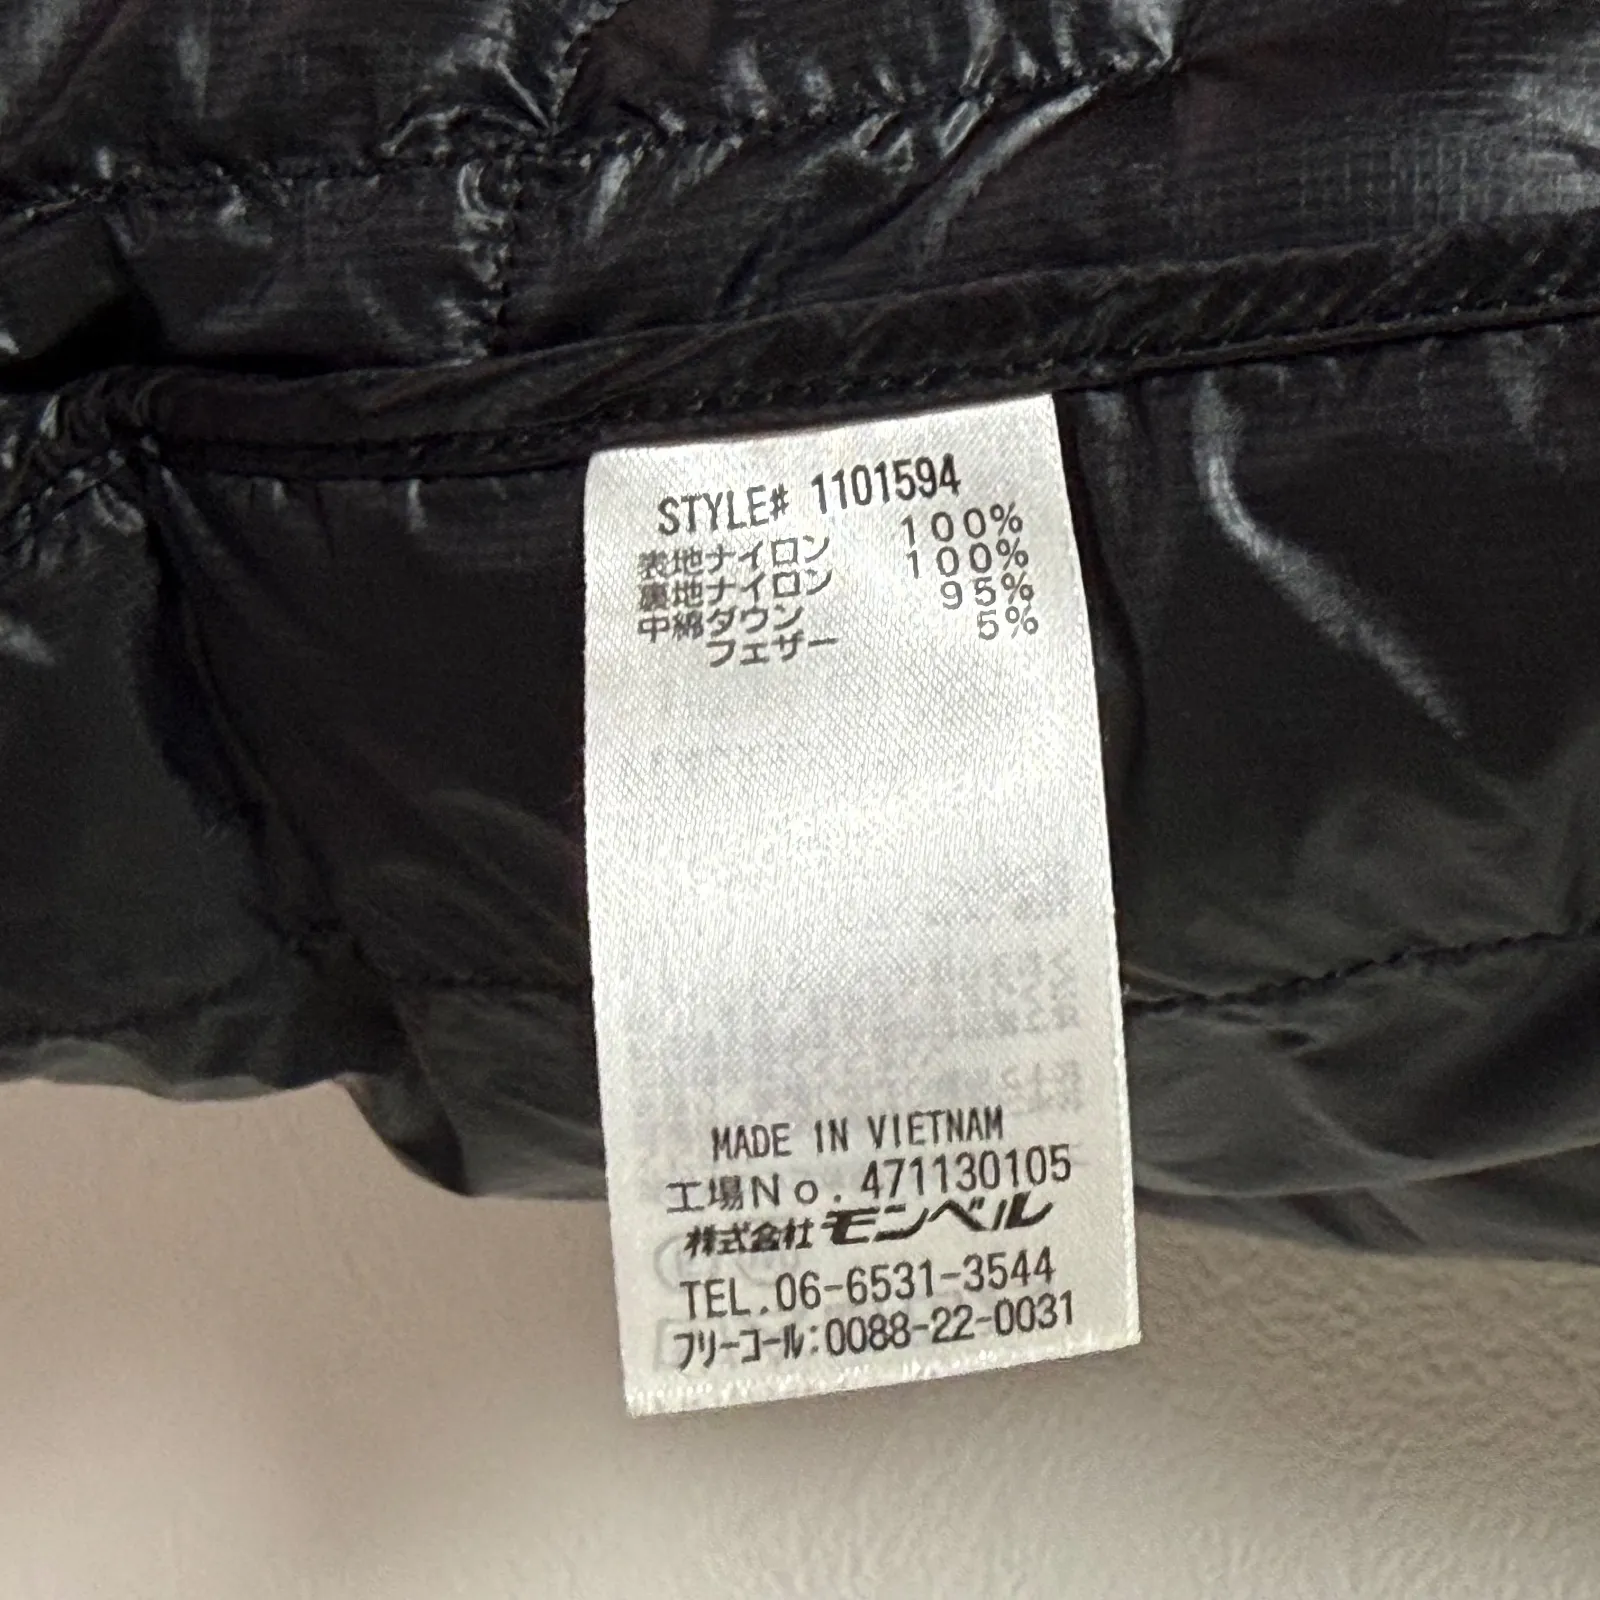 STYLE# 1101594
表地ナイロン 100%
裏地ナイロン 100%
中綿ダウン 95%
フェザー 5%
MADE IN VIETNAM
工場No.471130105
株式会社モンベル
TEL.06-6531-3544
フリーコール:0088-22-0031